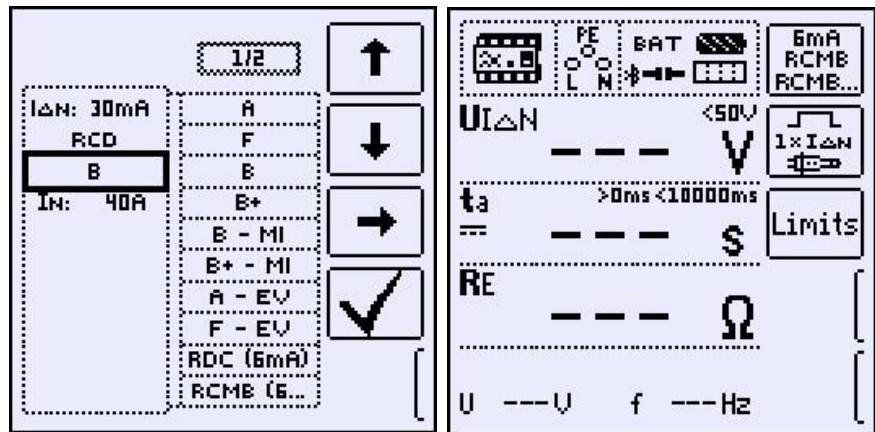 1/2
IΔN: 30mA
RCD
B
IN: 40A
A
F
B
B+
B - MI
B+ - MI
A - EV
F - EV
RDC (6mA)
RCMB (6...
PE
L N
BAT
6mA
RCMB
RCMB...
UIΔN <50V
--- V
1×IΔN
ta >0ms<10000ms
--- s
Limits
RE
--- Ω
U ---V f ---Hz